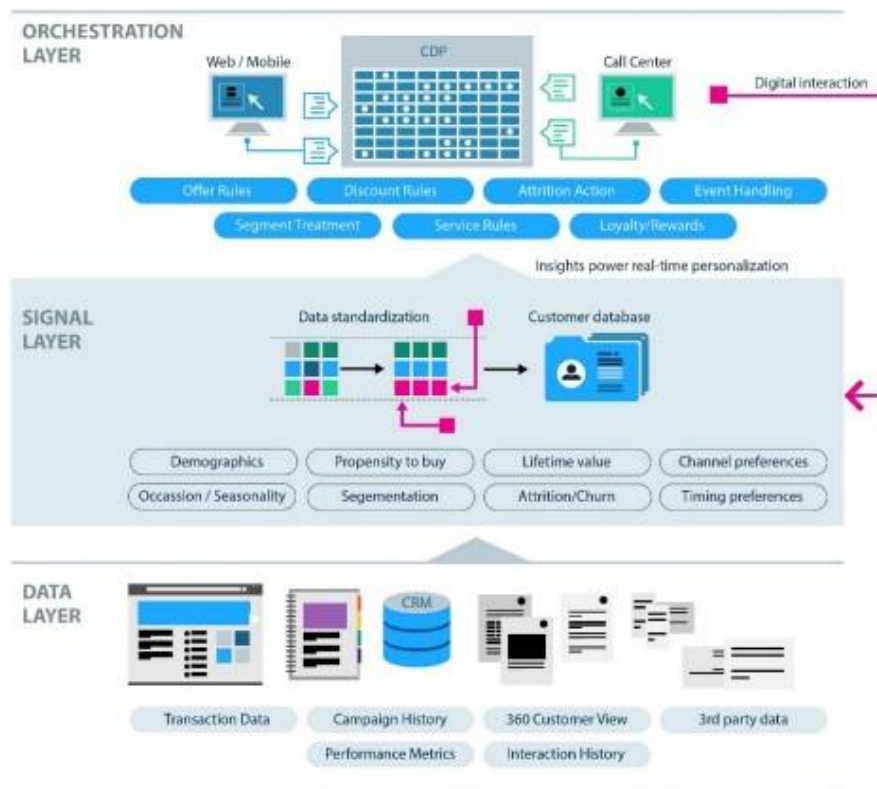 ORCHESTRATION
LAYER
Web / Mobile
CDP
Call Center
Digital interaction
Offer Rules
Discount Rules
Attrition Action
Event Handling
Segment Treatment
Service Rules
Loyalty/Rewards
Insights power real-time personalization
SIGNAL
LAYER
Data standardization
Customer database
Demographics
Propensity to buy
Lifetime value
Channel preferences
Occassion / Seasonality
Segementation
Attrition/Churn
Timing preferences
DATA
LAYER
CRM
Transaction Data
Campaign History
360 Customer View
3rd party data
Performance Metrics
Interaction History